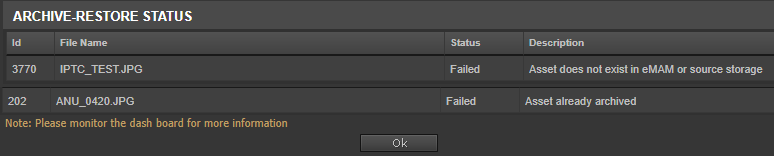 ARCHIVE-RESTORE STATUS
Id File Name Status Description
3770 IPTC_TEST.JPG Failed Asset does not exist in eMAM or source storage
202 ANU_0420.JPG Failed Asset already archived
Note: Please monitor the dash board for more information
Ok